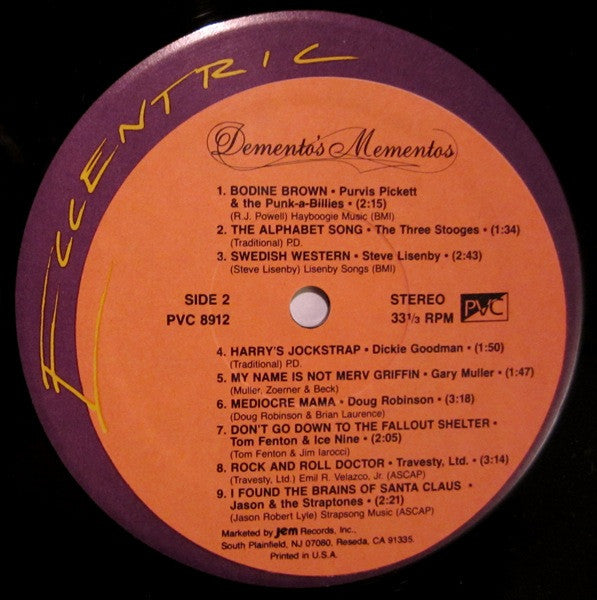 ECCENTRIC
Demento's Mementos
1. BODINE BROWN • Purvis Pickett
& the Punk-a-Billies • (2:15)
(R.J. Powell) Hayboogie Music (BMI)
2. THE ALPHABET SONG • The Three Stooges • (1:34)
(Traditional) P.D.
3. SWEDISH WESTERN • Steve Lisenby • (2:43)
(Steve Lisenby) Lisenby Songs (BMI)
SIDE 2
PVC 8912
STEREO
33 1/3 RPM
PVC
4. HARRY'S JOCKSTRAP • Dickie Goodman • (1:50)
(Traditional) P.D.
5. MY NAME IS NOT MERV GRIFFIN • Gary Muller • (1:47)
(Muller, Zoerner & Beck)
6. MEDIOCRE MAMA • Doug Robinson • (3:18)
(Doug Robinson & Brian Laurence)
7. DON'T GO DOWN TO THE FALLOUT SHELTER •
Tom Fenton & Ice Nine • (2:05)
(Tom Fenton & Jim Iarocci)
8. ROCK AND ROLL DOCTOR • Travesty, Ltd. • (3:14)
(Travesty, Ltd.) Emil R. Velazco, Jr. (ASCAP)
9. I FOUND THE BRAINS OF SANTA CLAUS •
Jason & the Straptones • (2:21)
(Jason Robert Lyle) Strapsong Music (ASCAP)
Marketed by jem Records, Inc.,
South Plainfield, NJ 07080, Reseda, CA 91335.
Printed in U.S.A.